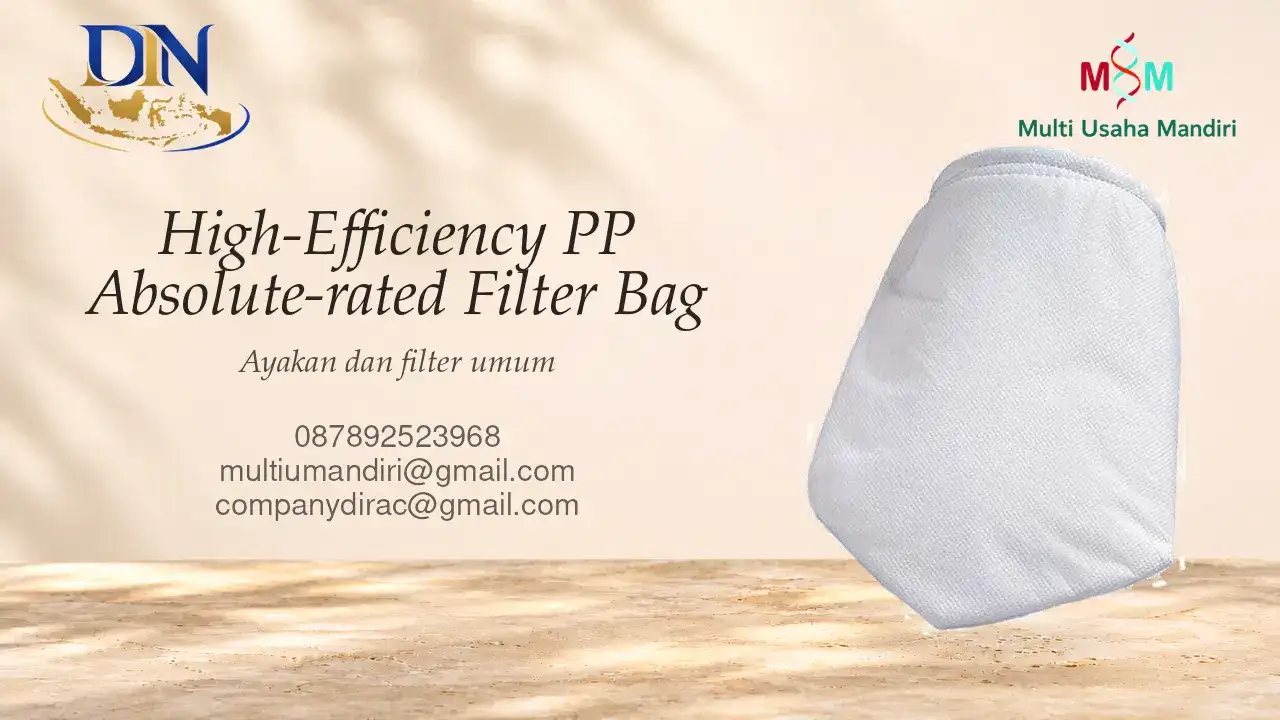 DIN
MSM
Multi Usaha Mandiri
High-Efficiency PP
Absolute-rated Filter Bag
Ayakan dan filter umum
087892523968
multiumandiri@gmail.com
companydirac@gmail.com